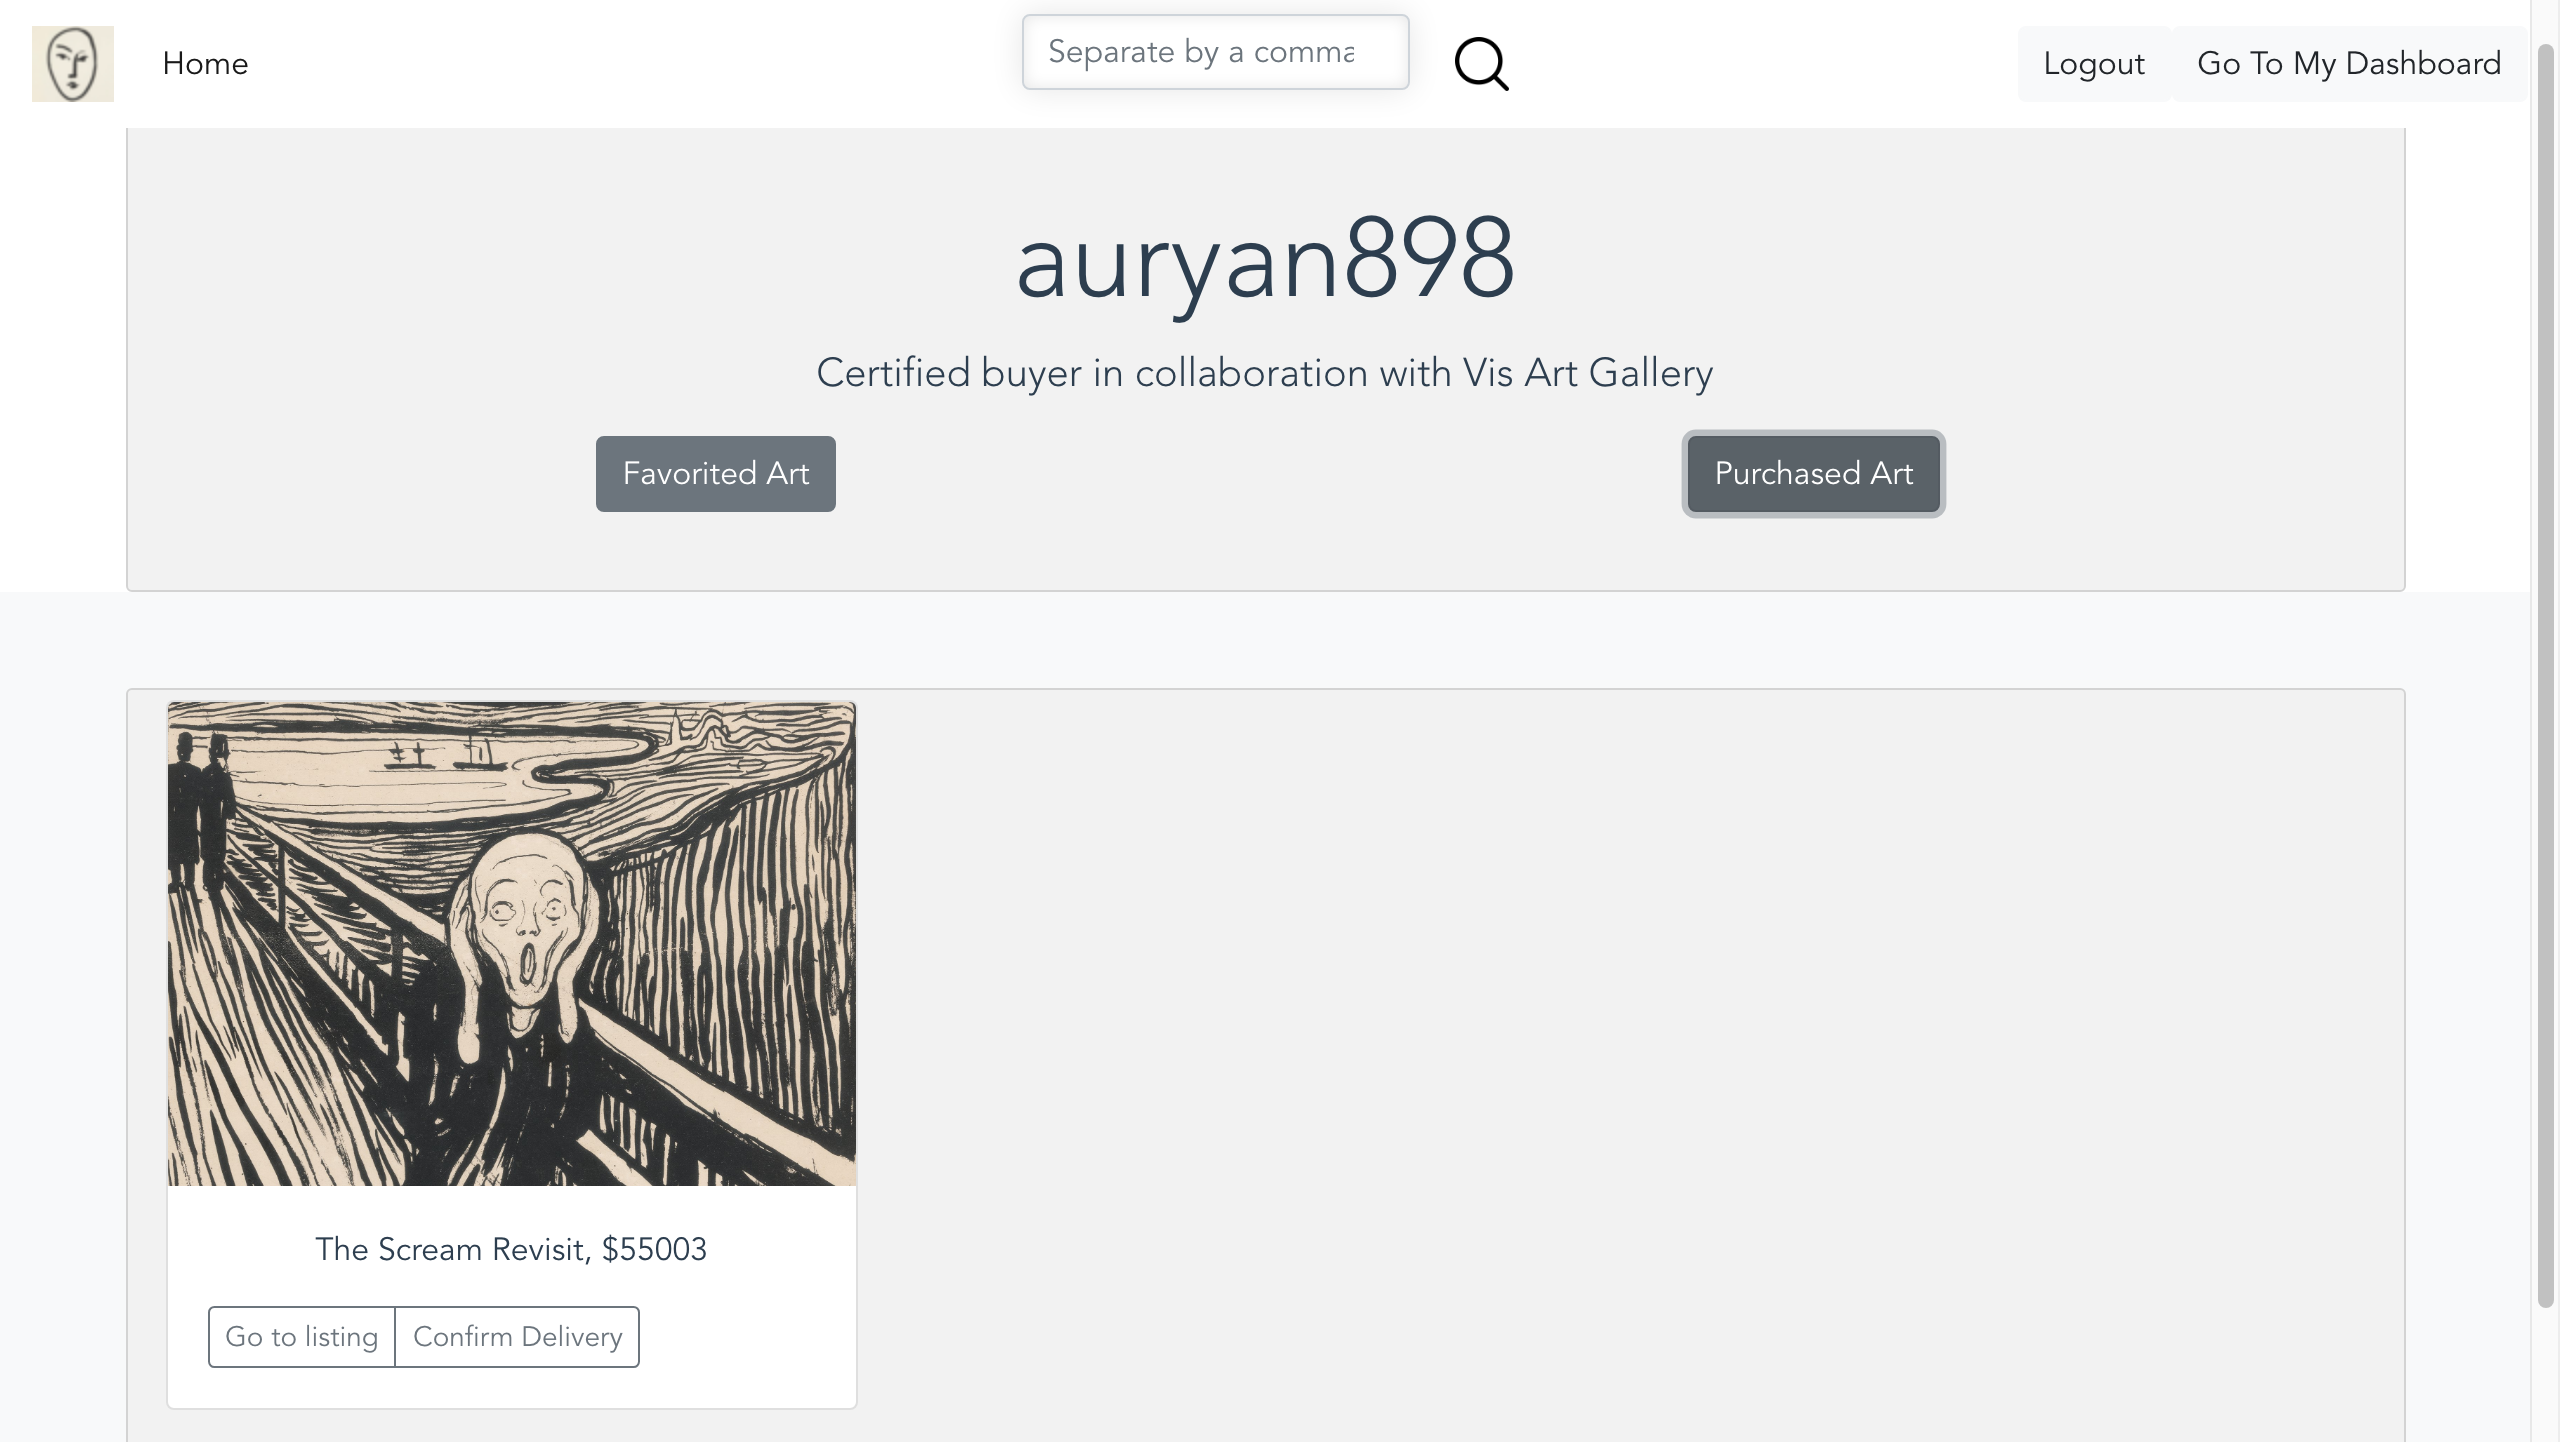 Home
Separate by a comma
Logout
Go To My Dashboard
auryan898
Certified buyer in collaboration with Vis Art Gallery
Favorited Art
Purchased Art
The Scream Revisit, $55003
Go to listing
Confirm Delivery